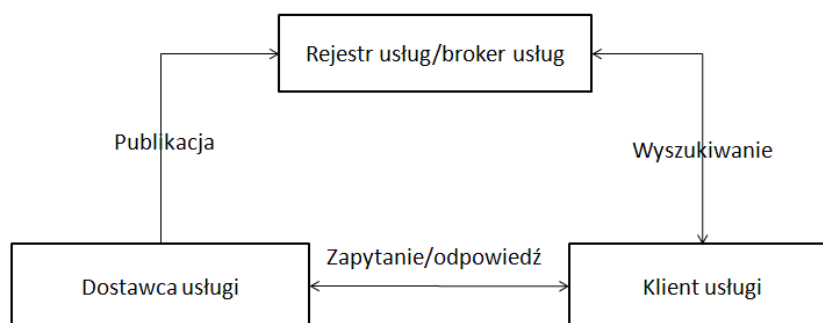 Rejestr usług/broker usług
Publikacja
Wyszukiwanie
Zapytanie/odpowiedź
Dostawca usługi
Klient usługi